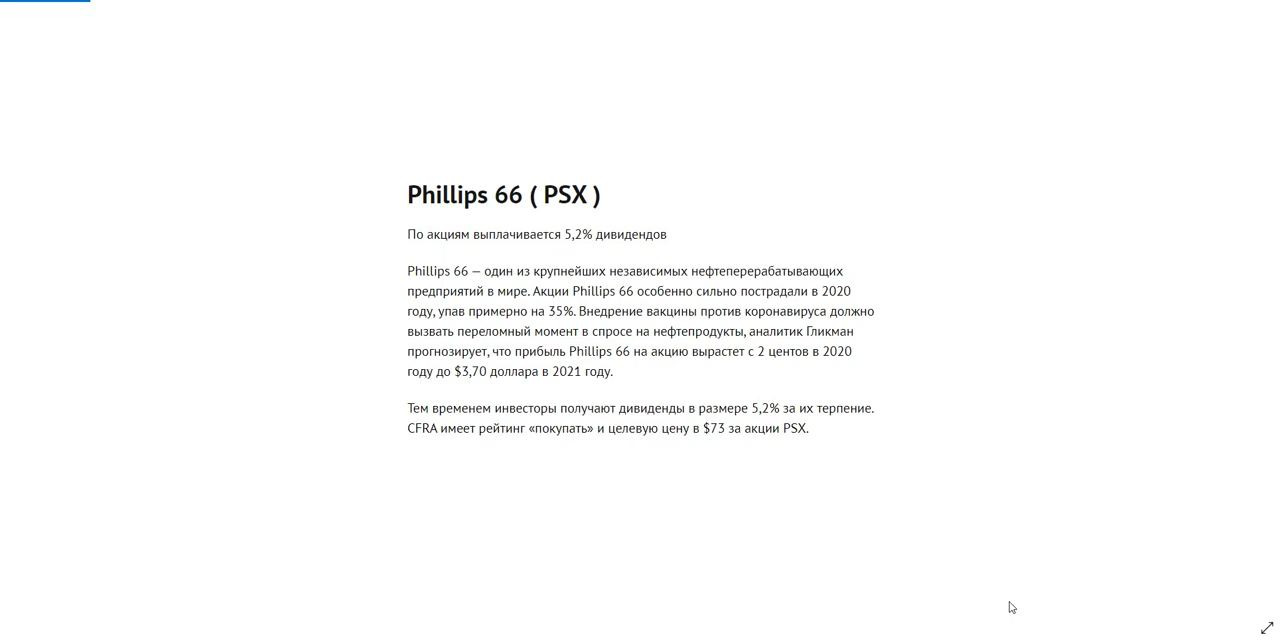 Phillips 66 ( PSX )
По акциям выплачивается 5,2% дивидендов
Phillips 66 — один из крупнейших независимых нефтеперерабатывающих
предприятий в мире. Акции Phillips 66 особенно сильно пострадали в 2020
году, упав примерно на 35%. Внедрение вакцины против коронавируса должно
вызвать переломный момент в спросе на нефтепродукты, аналитик Гликман
прогнозирует, что прибыль Phillips 66 на акцию вырастет с 2 центов в 2020
году до $3,70 доллара в 2021 году.
Тем временем инвесторы получают дивиденды в размере 5,2% за их терпение.
CFRA имеет рейтинг «покупать» и целевую цену в $73 за акции PSX.